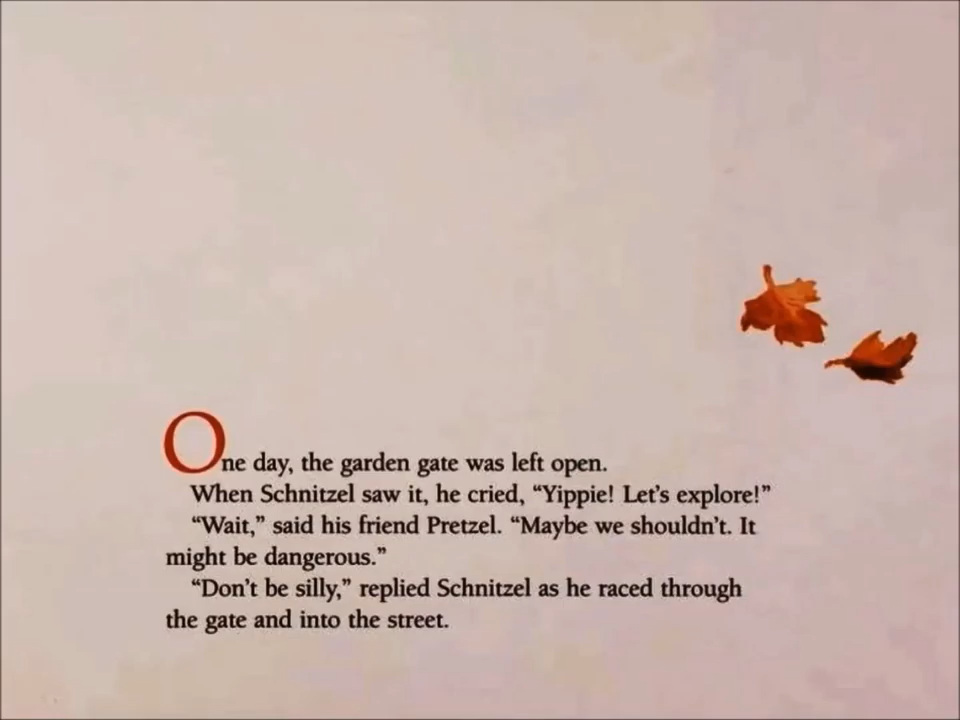 One day, the garden gate was left open.
When Schnitzel saw it, he cried, “Yippie! Let’s explore!”
“Wait,” said his friend Pretzel. “Maybe we shouldn’t. It
might be dangerous.”
“Don’t be silly,” replied Schnitzel as he raced through
the gate and into the street.